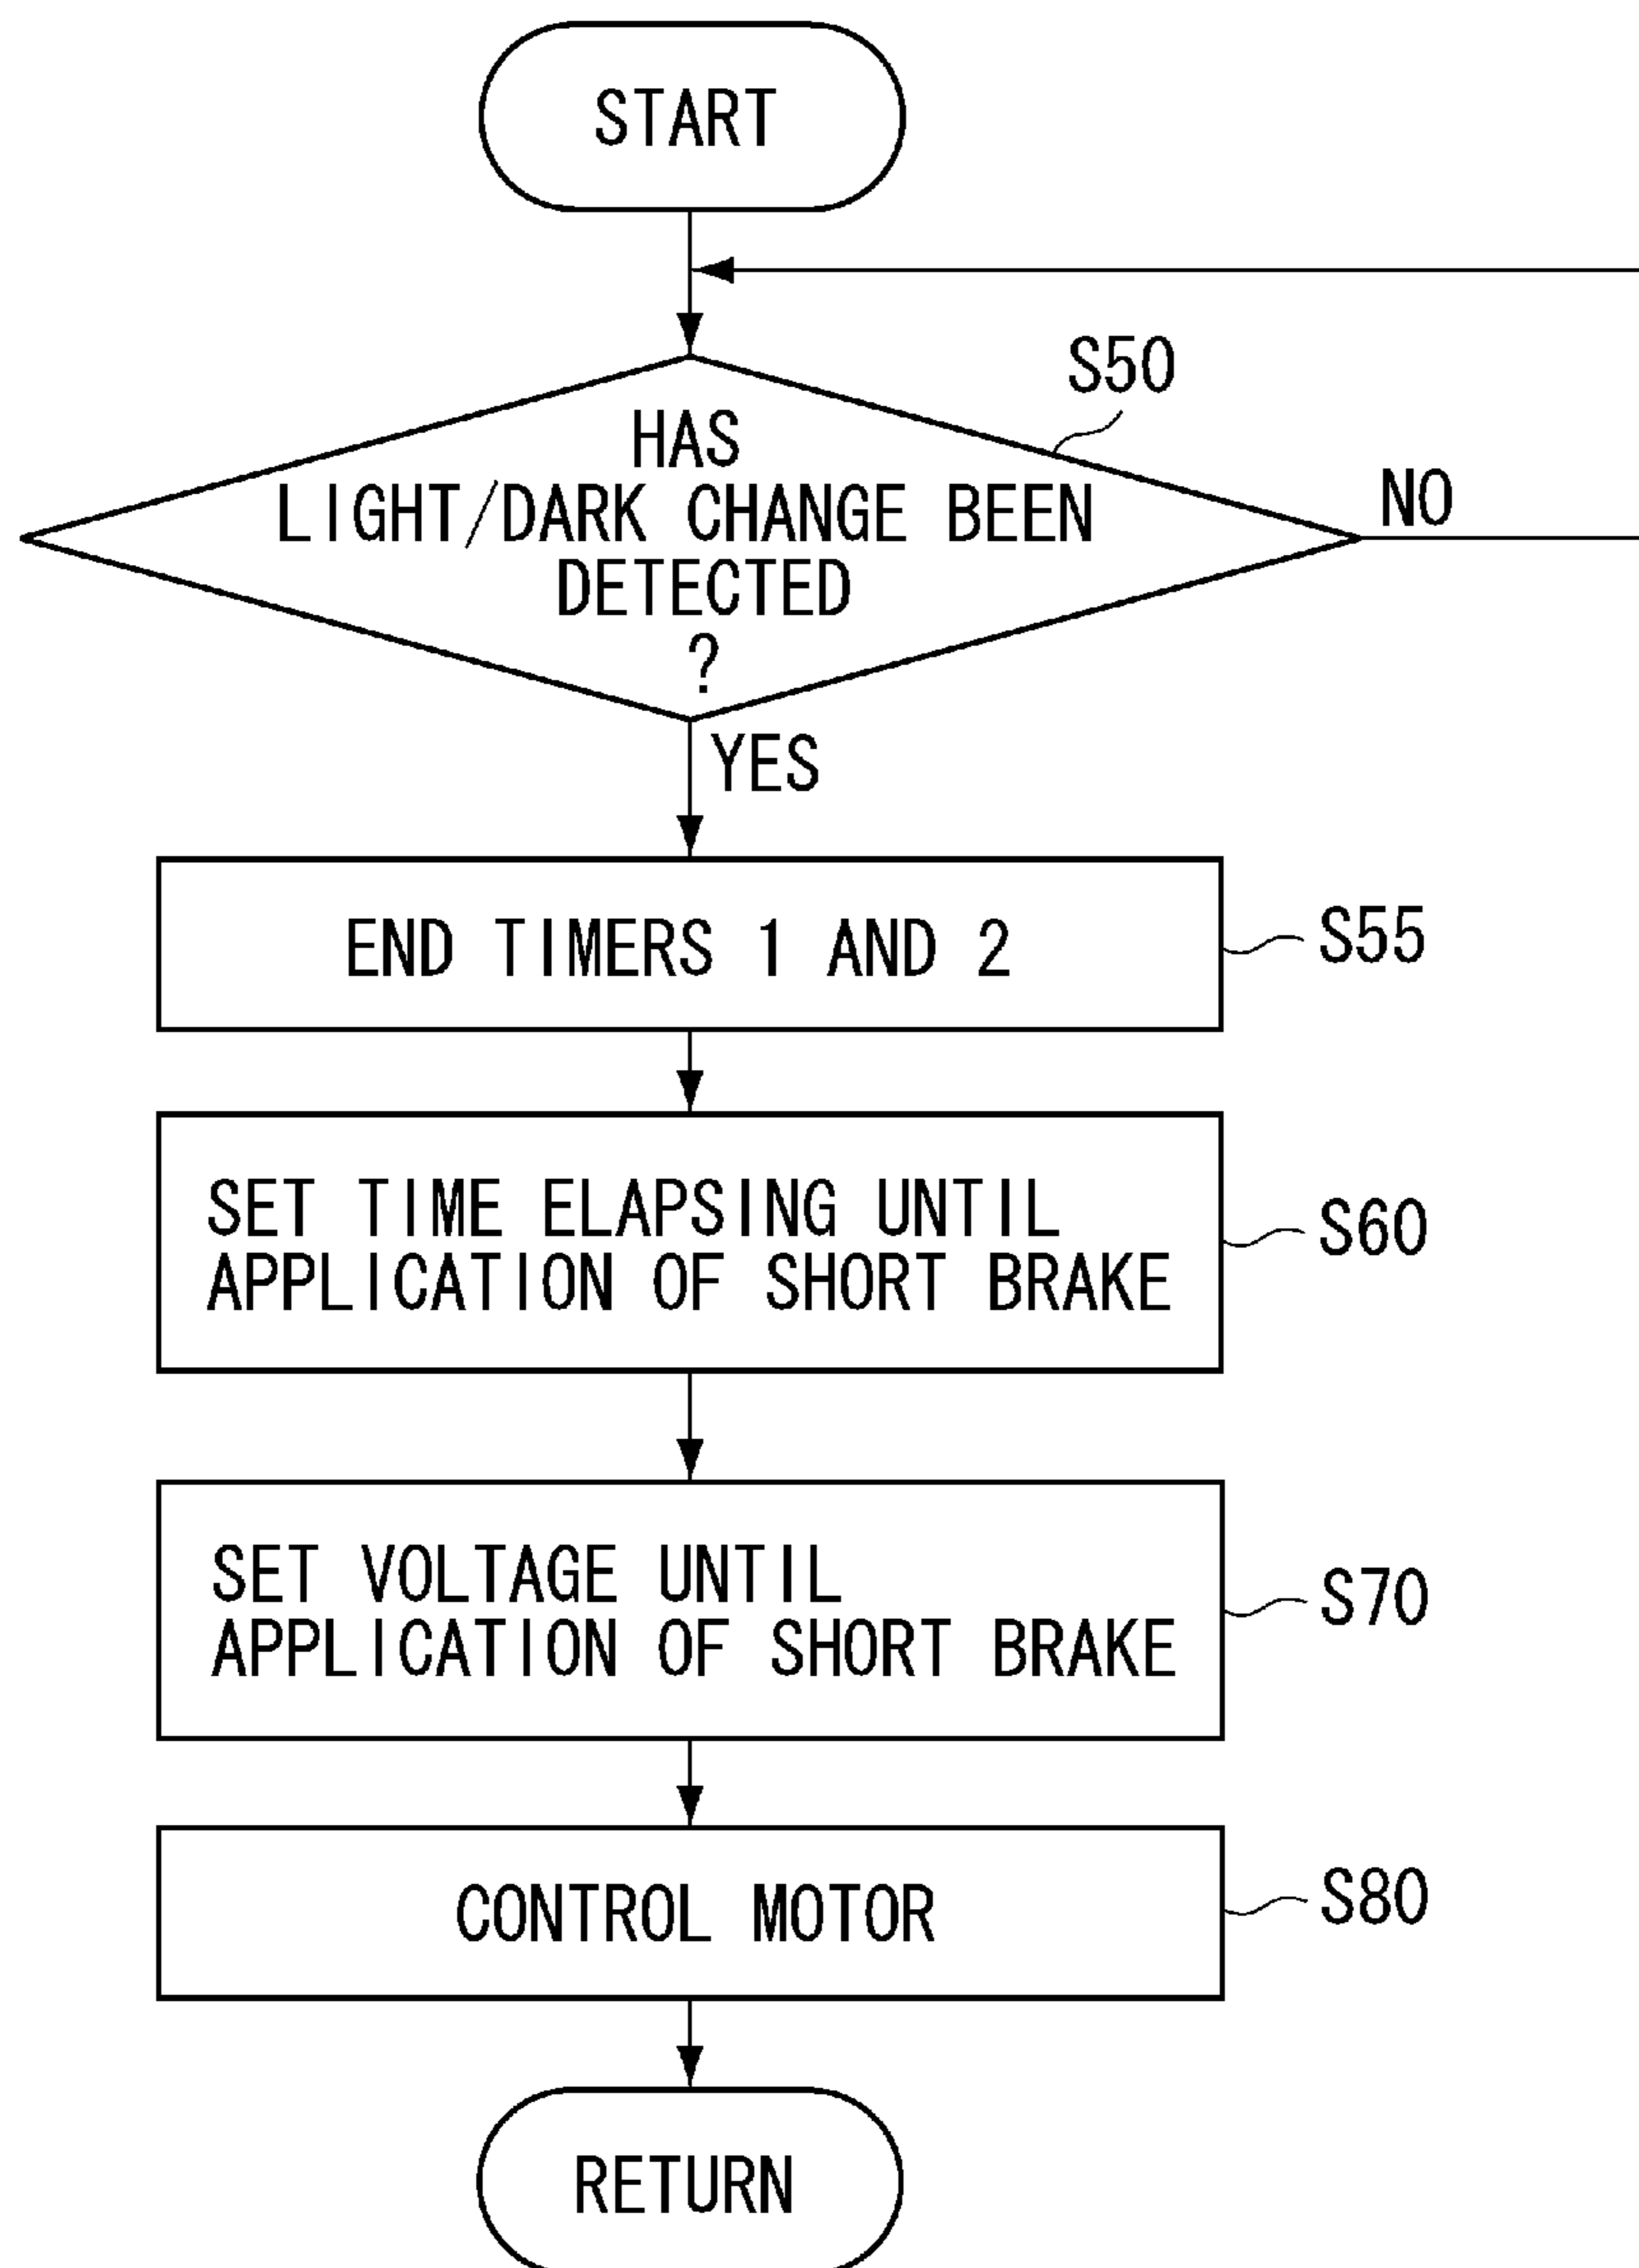 START
S50
HAS
LIGHT/DARK CHANGE BEEN
DETECTED
?
NO
YES
END TIMERS 1 AND 2
S55
SET TIME ELAPSING UNTIL
APPLICATION OF SHORT BRAKE
S60
SET VOLTAGE UNTIL
APPLICATION OF SHORT BRAKE
S70
CONTROL MOTOR
S80
RETURN